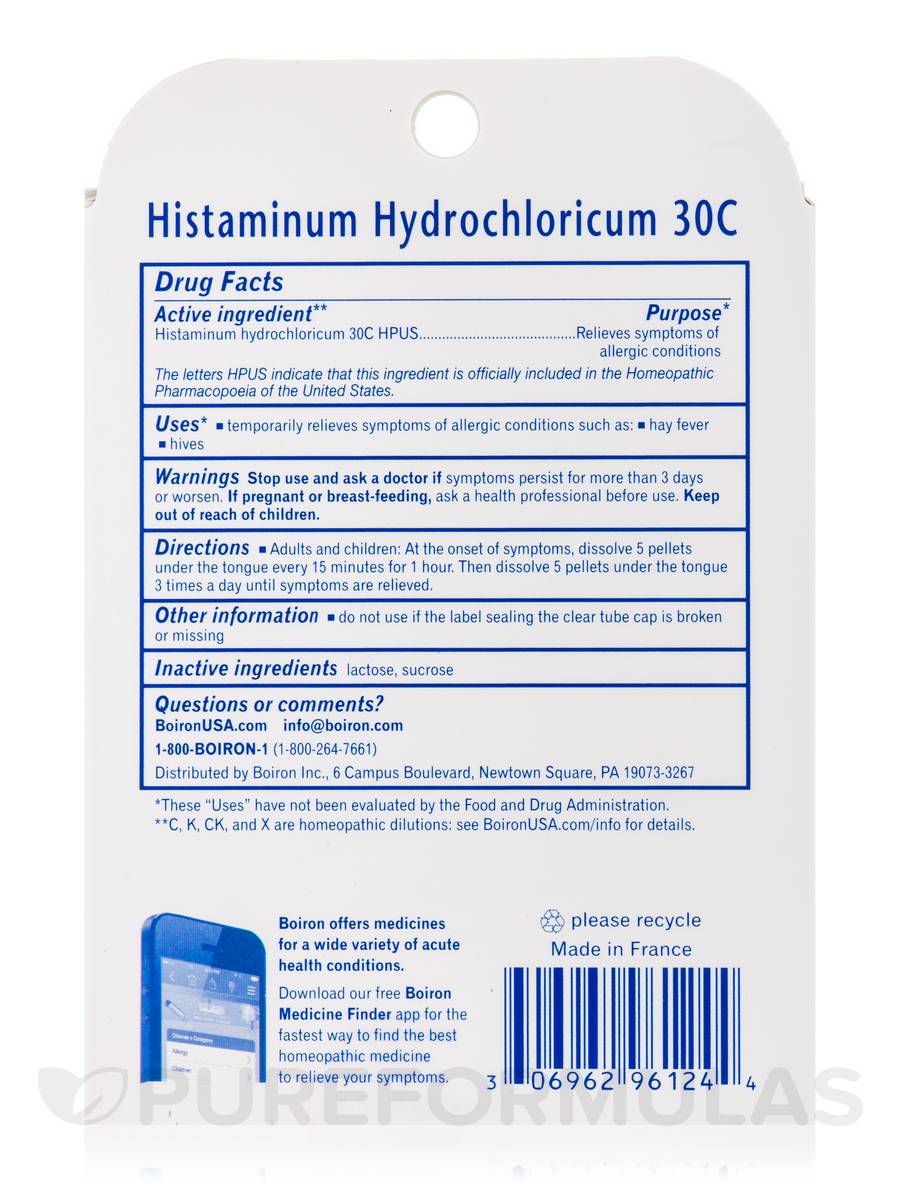 Histaminum Hydrochloricum 30C
Drug Facts
Active ingredient** Purpose*
Histaminum hydrochloricum 30C HPUS.........................................Relieves symptoms of
allergic conditions
The letters HPUS indicate that this ingredient is officially included in the Homeopathic
Pharmacopoeia of the United States.
Uses* ■ temporarily relieves symptoms of allergic conditions such as: ■ hay fever
■ hives
Warnings Stop use and ask a doctor if symptoms persist for more than 3 days
or worsen. If pregnant or breast-feeding, ask a health professional before use. Keep
out of reach of children.
Directions ■ Adults and children: At the onset of symptoms, dissolve 5 pellets
under the tongue every 15 minutes for 1 hour. Then dissolve 5 pellets under the tongue
3 times a day until symptoms are relieved.
Other information ■ do not use if the label sealing the clear tube cap is broken
or missing
Inactive ingredients lactose, sucrose
Questions or comments?
BoironUSA.com info@boiron.com
1-800-BOIRON-1 (1-800-264-7661)
Distributed by Boiron Inc., 6 Campus Boulevard, Newtown Square, PA 19073-3267
*These “Uses” have not been evaluated by the Food and Drug Administration.
**C, K, CK, and X are homeopathic dilutions: see BoironUSA.com/info for details.
Boiron offers medicines
for a wide variety of acute
health conditions.
Download our free Boiron
Medicine Finder app for the
fastest way to find the best
homeopathic medicine
to relieve your symptoms.
Choose a Category
Allergy
Children
please recycle
Made in France
3 06962 96124 4
PUREFORMULAS